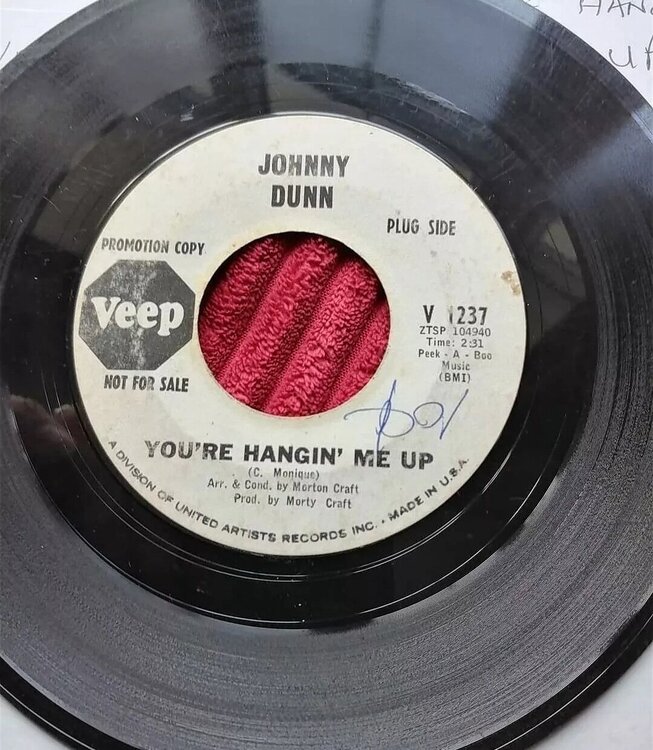 HAN
UP
JOHNNY
DUNN
PLUG SIDE
PROMOTION COPY
Veep
NOT FOR SALE
V 1237
ZTSP 104940
Time: 2:31
Peek - A - Boo
Music
(BMI)
YOU'RE HANGIN' ME UP
(C. Monique)
Arr. & Cond. by Morton Craft
Prod. by Morty Craft
A DIVISION OF UNITED ARTISTS RECORDS INC. • MADE IN U.S.A.